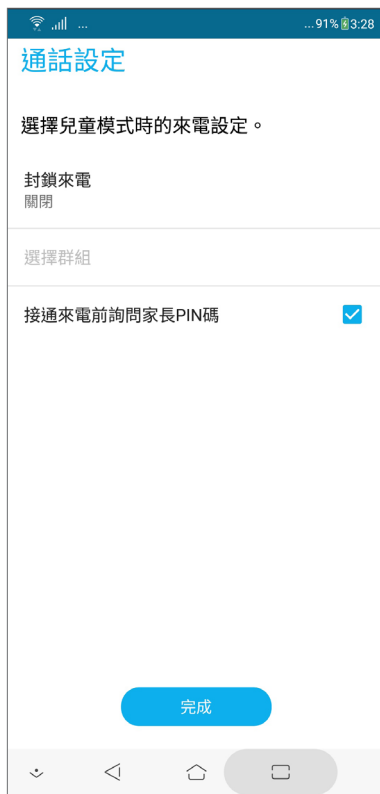 ... ...91% 3:28
通話設定
選擇兒童模式時的來電設定。
封鎖來電
關閉
選擇群組
接通來電前詢問家長PIN碼
完成